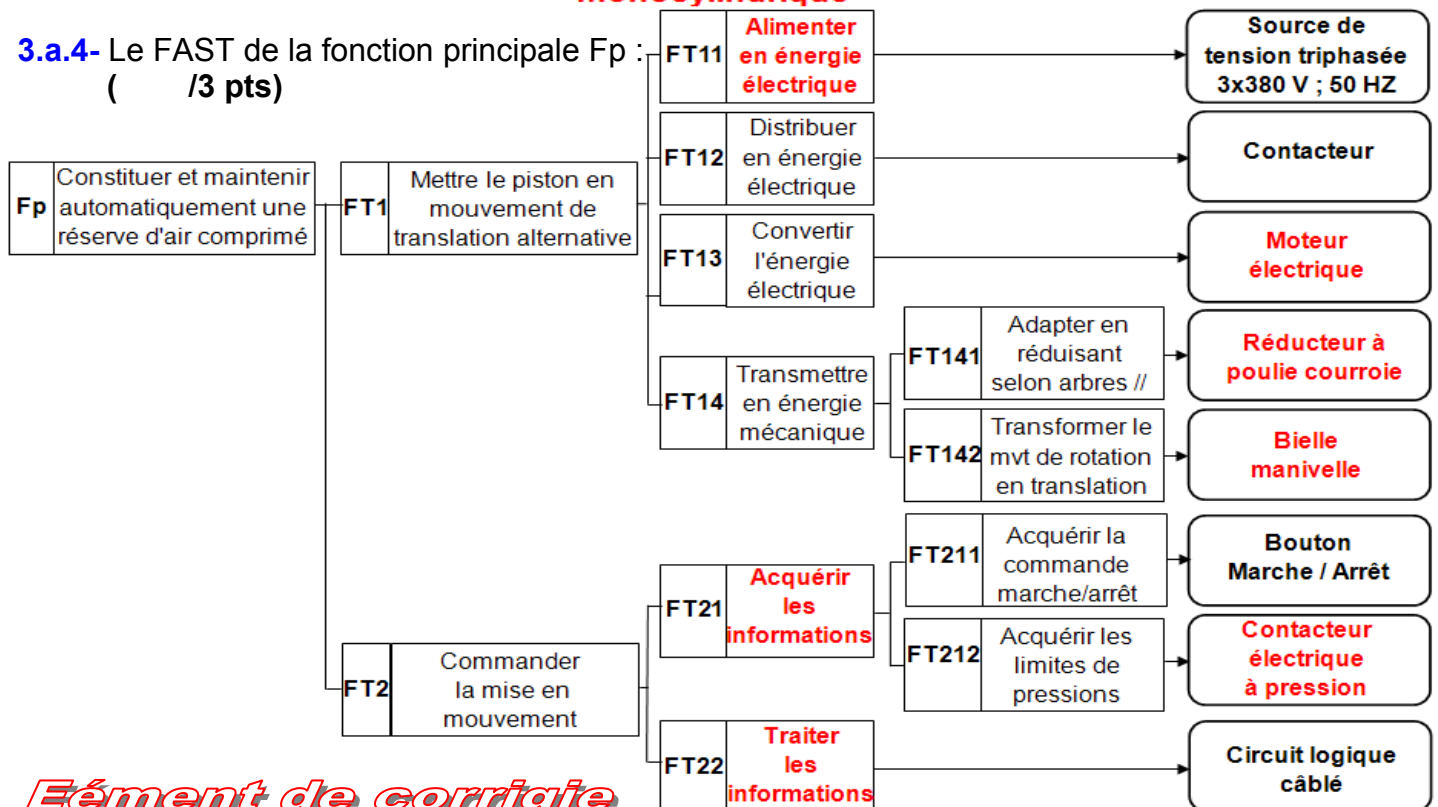 3.a.4- Le FAST de la fonction principale Fp :
( /3 pts)
Fp
Constituer et maintenir
automatiquement une
réserve d'air comprimé
FT1
Mettre le piston en
mouvement de
translation alternative
FT11
Alimenter
en énergie
électrique
Source de
tension triphasée
3x380 V ; 50 HZ
FT12
Distribuer
en énergie
électrique
Contacteur
FT13
Convertir
l'énergie
électrique
Moteur
électrique
FT14
Transmettre
en énergie
mécanique
FT141
Adapter en
réduisant
selon arbres //
Réducteur à
poulie courroie
FT142
Transformer le
mvt de rotation
en translation
Bielle
manivelle
FT2
Commander
la mise en
mouvement
FT21
Acquérir
les
informations
FT211
Acquérir la
commande
marche/arrêt
Bouton
Marche / Arrêt
FT212
Acquérir les
limites de
pressions
Contacteur
électrique
à pression
FT22
Traiter
les
informations
Circuit logique
câblé
Eément de corrigie